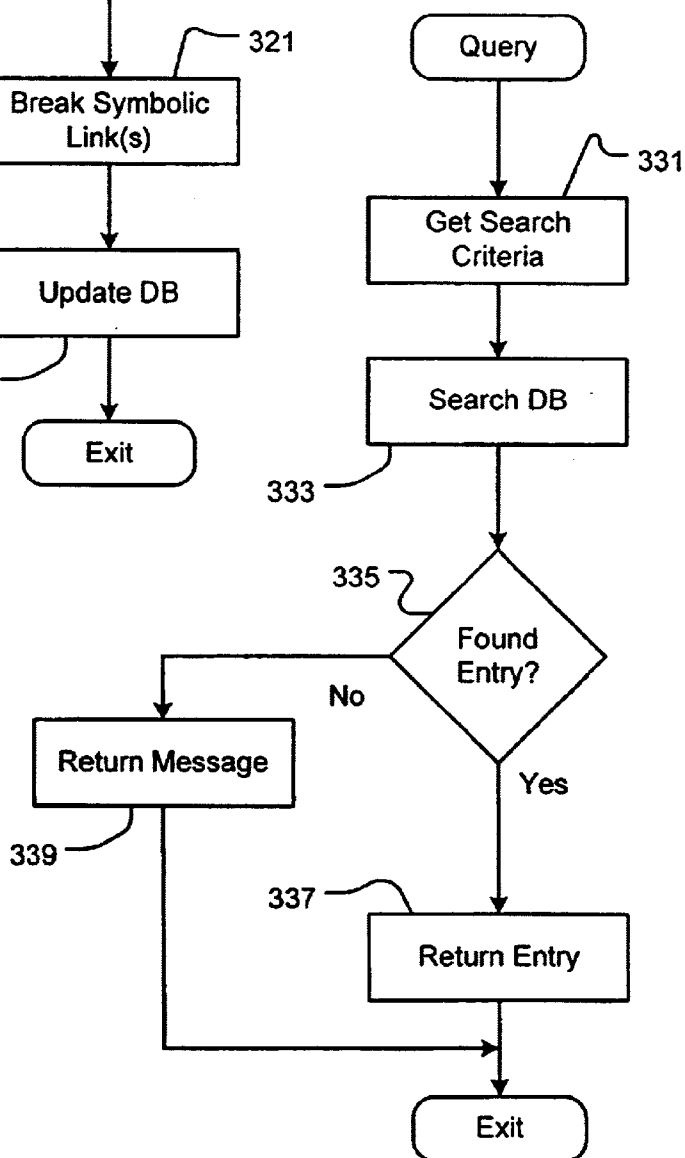 321
Break Symbolic
Link(s)
Update DB
Exit
Query
331
Get Search
Criteria
Search DB
333
335
Found
Entry?
No
Yes
Return Message
339
337
Return Entry
Exit